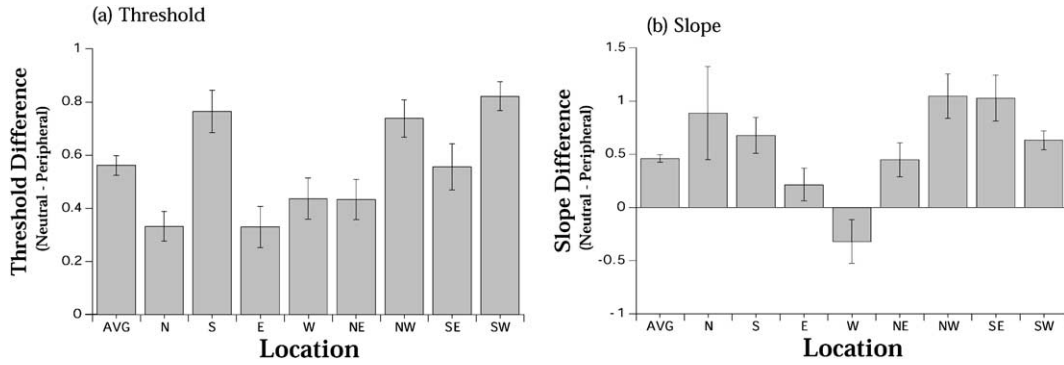 (a) Threshold
Threshold Difference
(Neutral - Peripheral)
1
0.8
0.6
0.4
0.2
0
AVG N S E W NE NW SE SW
Location
(b) Slope
Slope Difference
(Neutral - Peripheral)
1.5
1
0.5
0
-0.5
-1
AVG N S E W NE NW SE SW
Location